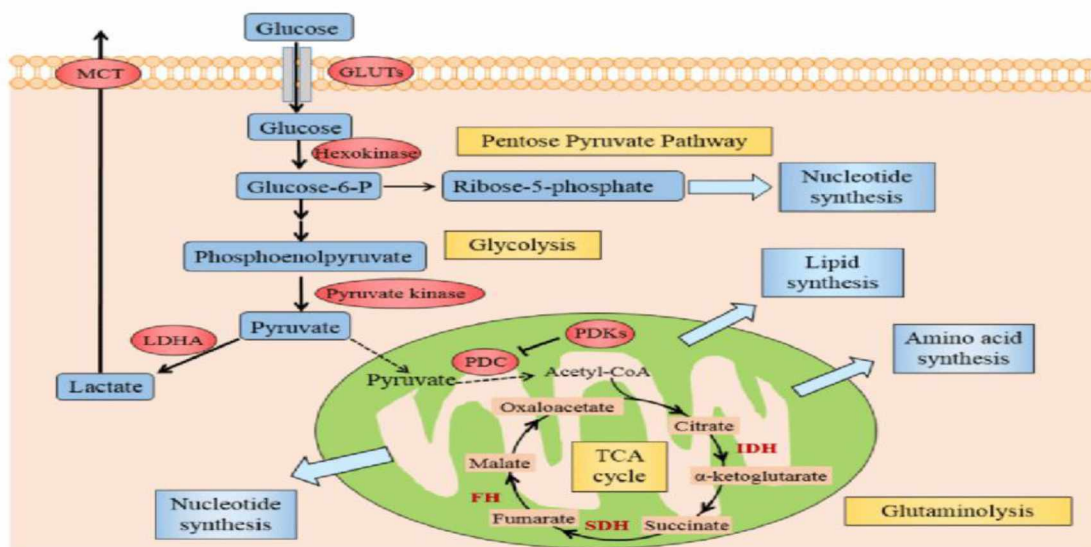 Glucose
MCT
GLUTs
Glucose
Hexokinase
Pentose Pyruvate Pathway
Glucose-6-P
Ribose-5-phosphate
Nucleotide
synthesis
Phosphoenolpyruvate
Glycolysis
Lipid
synthesis
Pyruvate kinase
Pyruvate
LDHA
PDKs
PDC
Amino acid
synthesis
Lactate
Pyruvate
Acetyl-CoA
Oxaloacetate
Citrate
IDH
TCA
cycle
Malate
α-ketoglutarate
FH
Fumarate
SDH
Succinate
Nucleotide
synthesis
Glutaminolysis